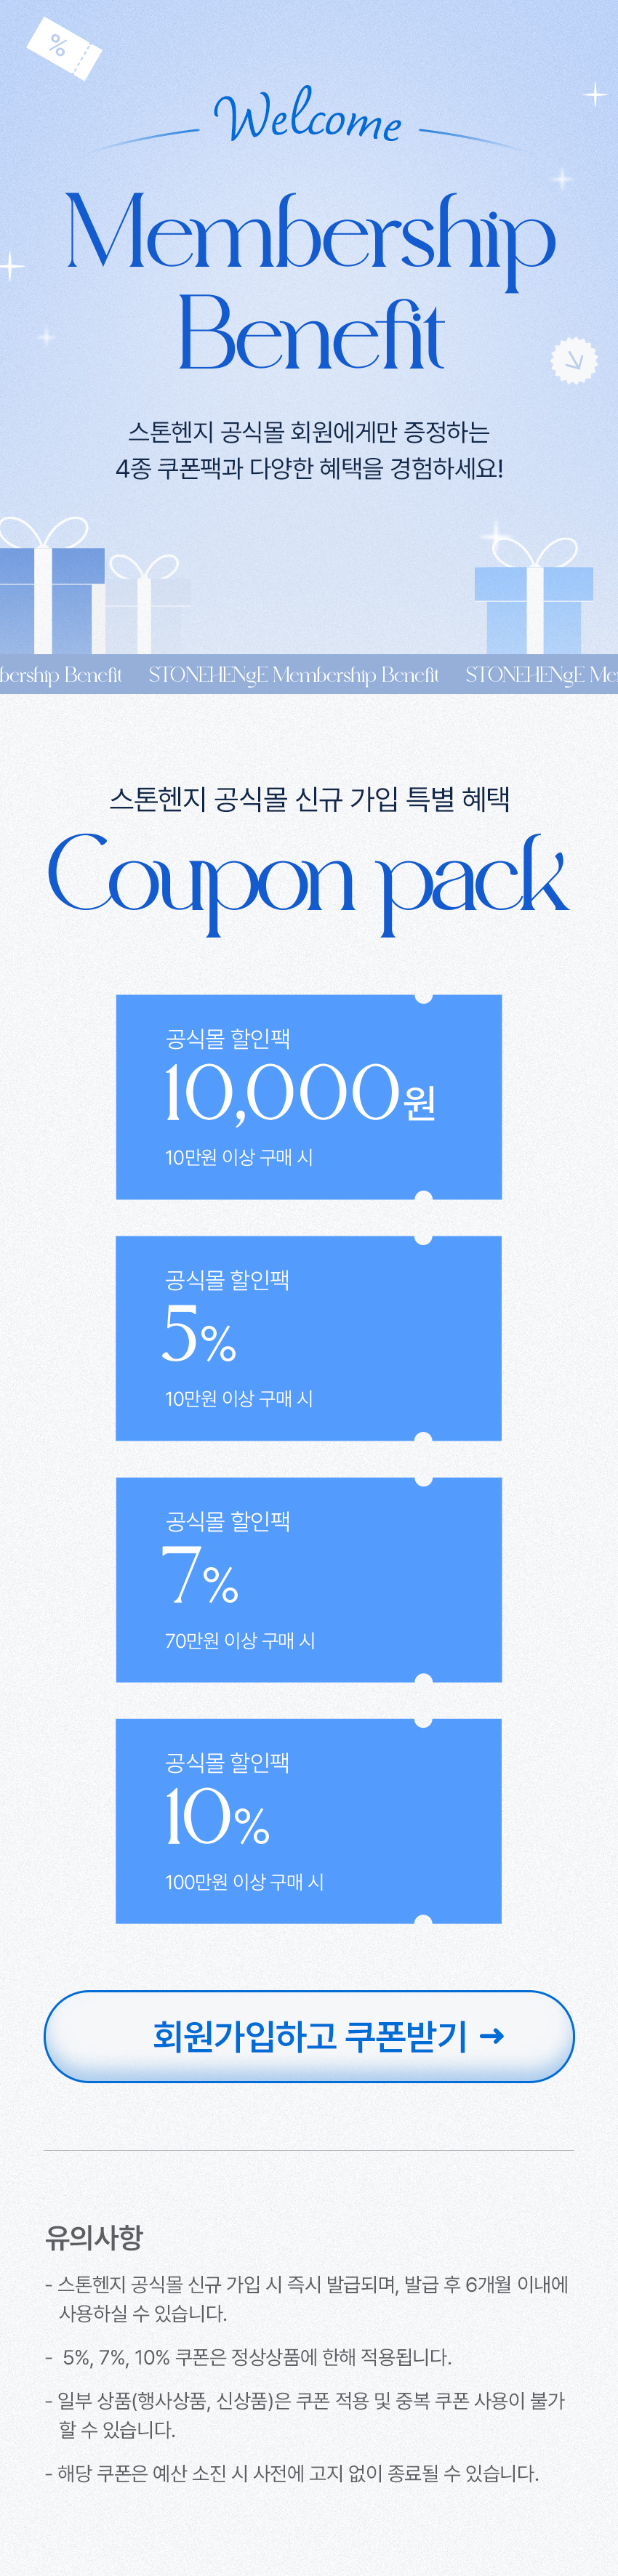 %
Welcome
Membership
Benefit
스톤헨지 공식몰 회원에게만 증정하는
4종 쿠폰팩과 다양한 혜택을 경험하세요!
bership Benefit STONEHENgE Membership Benefit STONEHENgE Me
스톤헨지 공식몰 신규 가입 특별 혜택
Coupon pack
공식몰 할인팩
10,000원
10만원 이상 구매 시
공식몰 할인팩
5%
10만원 이상 구매 시
공식몰 할인팩
7%
70만원 이상 구매 시
공식몰 할인팩
10%
100만원 이상 구매 시
회원가입하고 쿠폰받기 →
유의사항
- 스톤헨지 공식몰 신규 가입 시 즉시 발급되며, 발급 후 6개월 이내에
사용하실 수 있습니다.
- 5%, 7%, 10% 쿠폰은 정상상품에 한해 적용됩니다.
- 일부 상품(행사상품, 신상품)은 쿠폰 적용 및 중복 쿠폰 사용이 불가
할 수 있습니다.
- 해당 쿠폰은 예산 소진 시 사전에 고지 없이 종료될 수 있습니다.